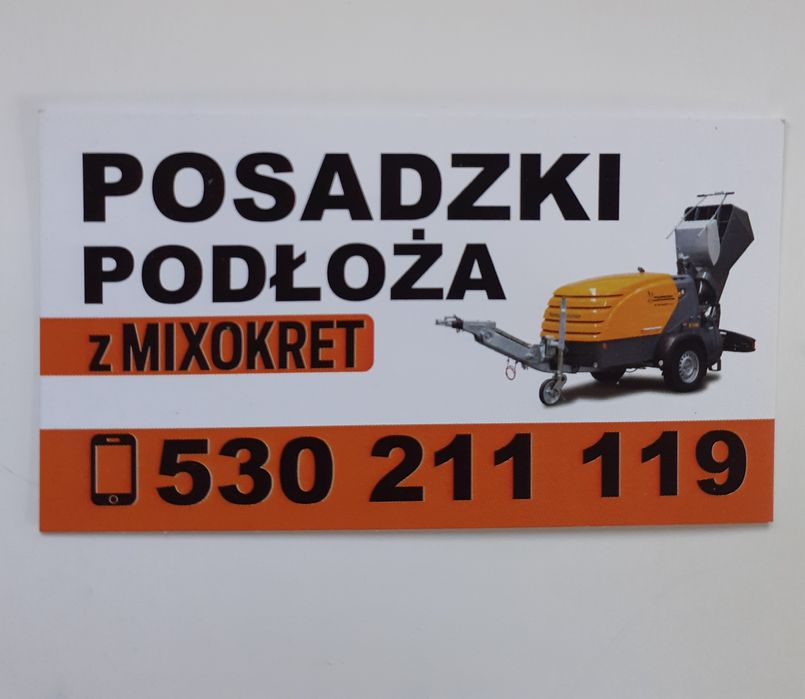 POSADZKI
PODŁOŻA
z MIXOKRET
530 211 119